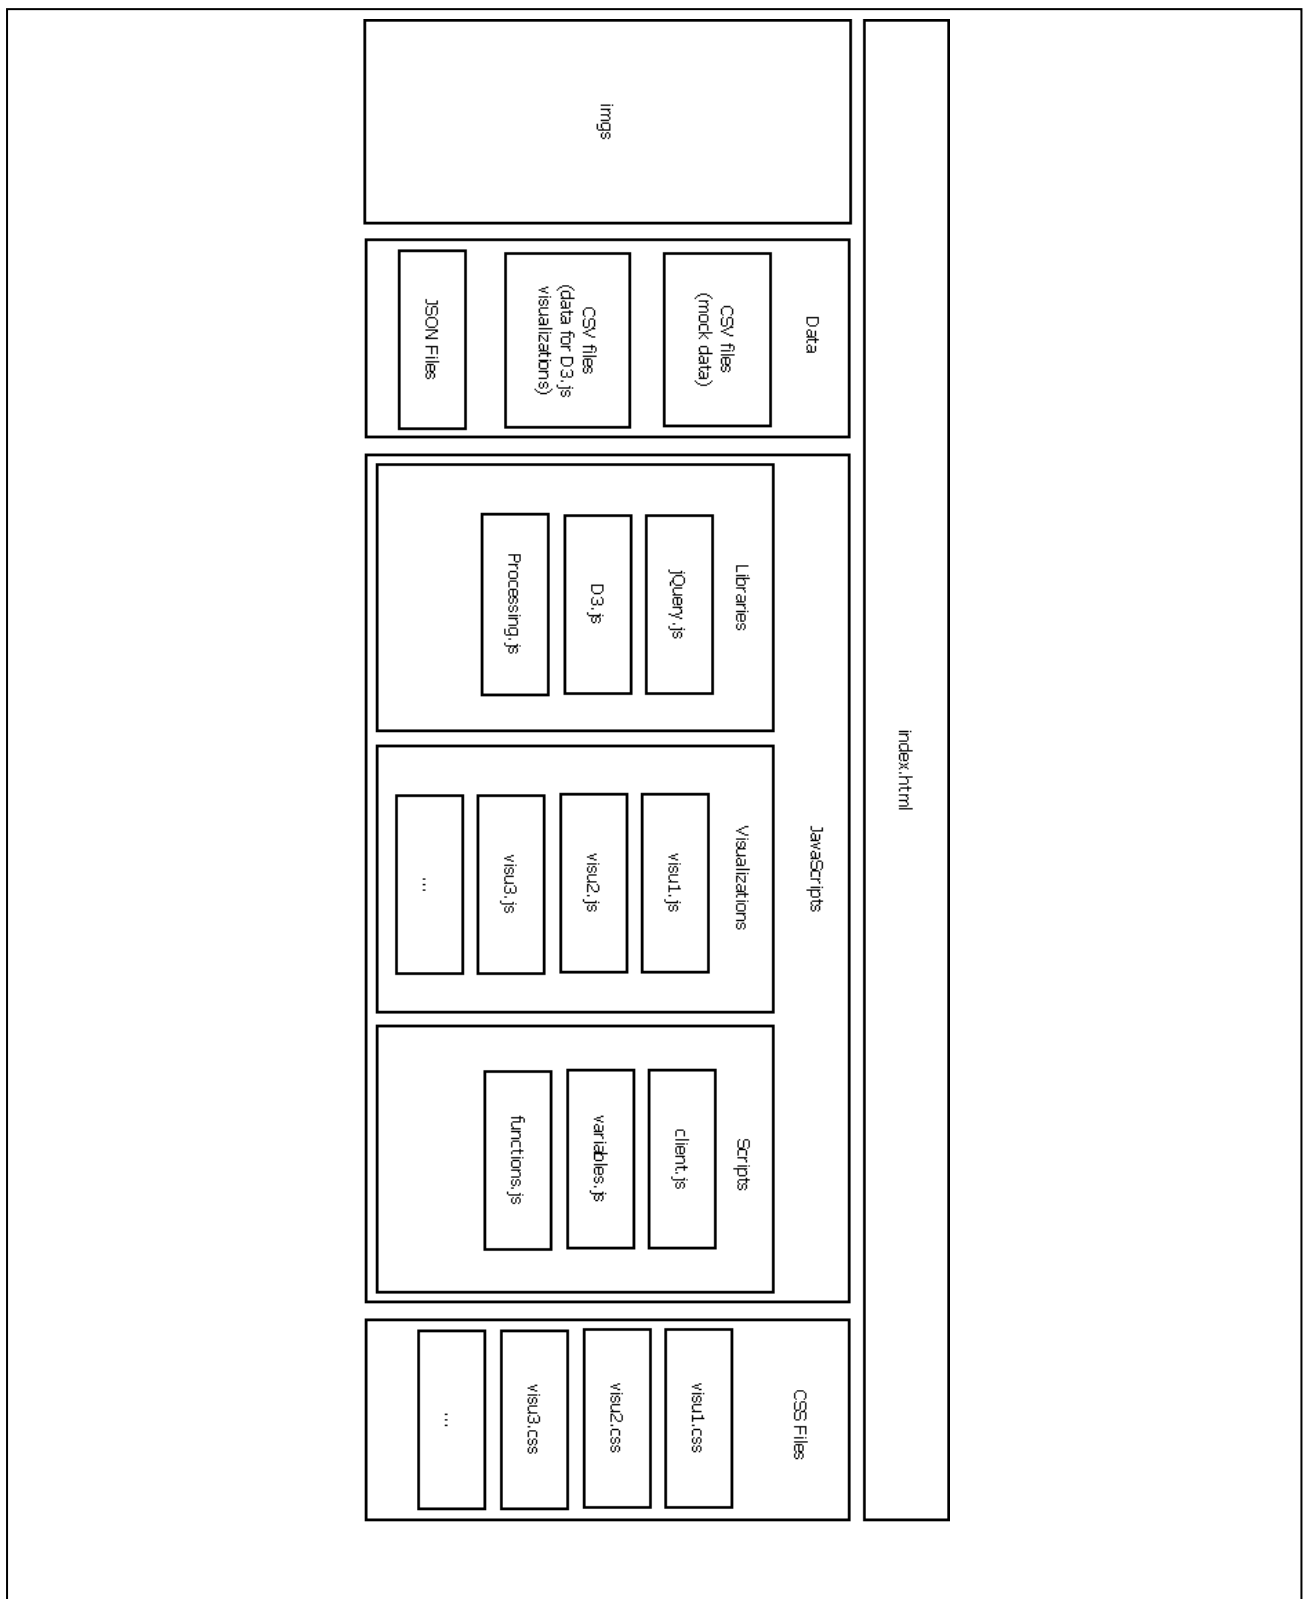 index.html
imgs
Data
CSV files
(mock data)
CSV files
(data for D3.js
visualizations)
JSON Files
JavaScripts
Libraries
jQuery.js
D3.js
Processing.js
Visualizations
visu1.js
visu2.js
visu3.js
...
Scripts
client.js
variables.js
functions.js
CSS Files
visu1.css
visu2.css
visu3.css
...